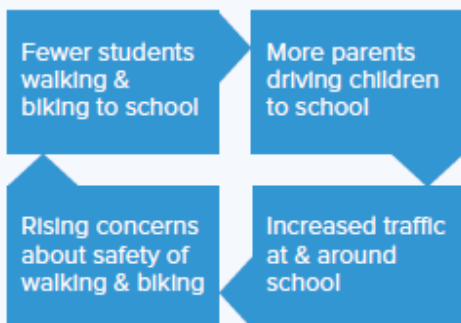 Fewer students
walking &
biking to school
More parents
driving children
to school
Increased traffic
at & around
school
Rising concerns
about safety of
walking & biking